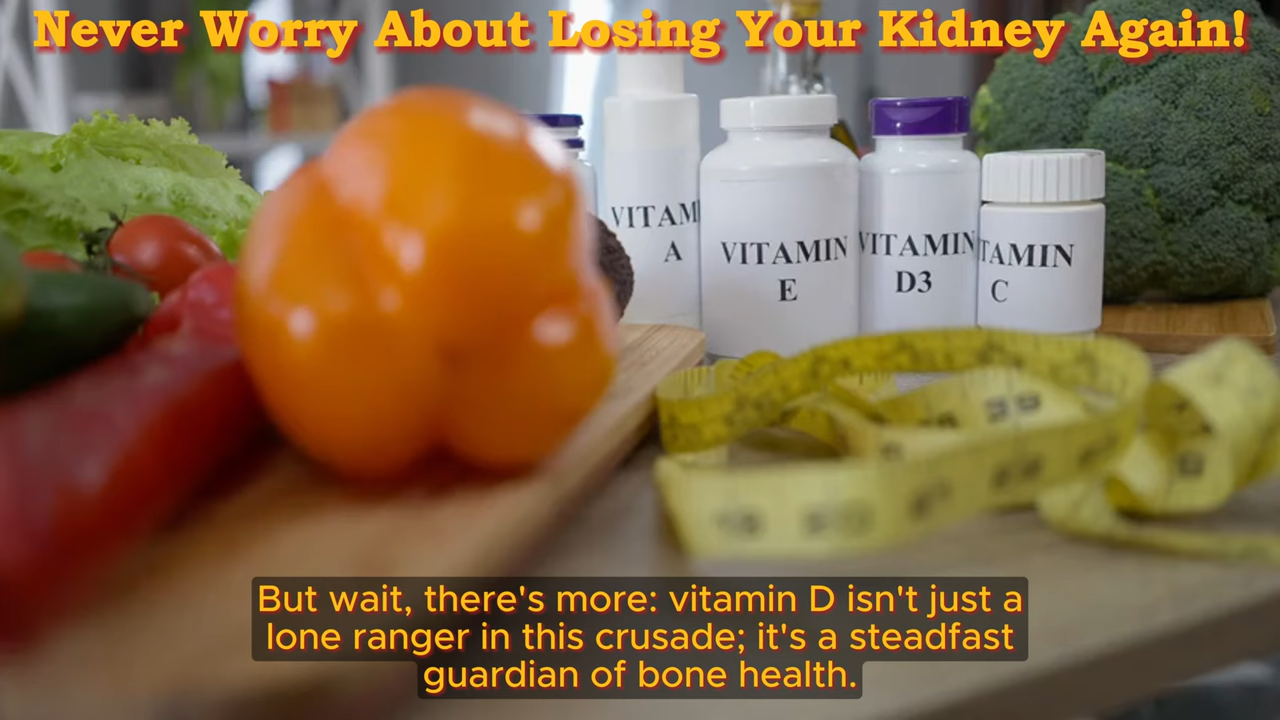 Never Worry About Losing Your Kidney Again!
VITAM
A
VITAMIN
E
VITAMIN
D3
TAMIN
C
But wait, there's more: vitamin D isn't just a
lone ranger in this crusade; it's a steadfast
guardian of bone health.